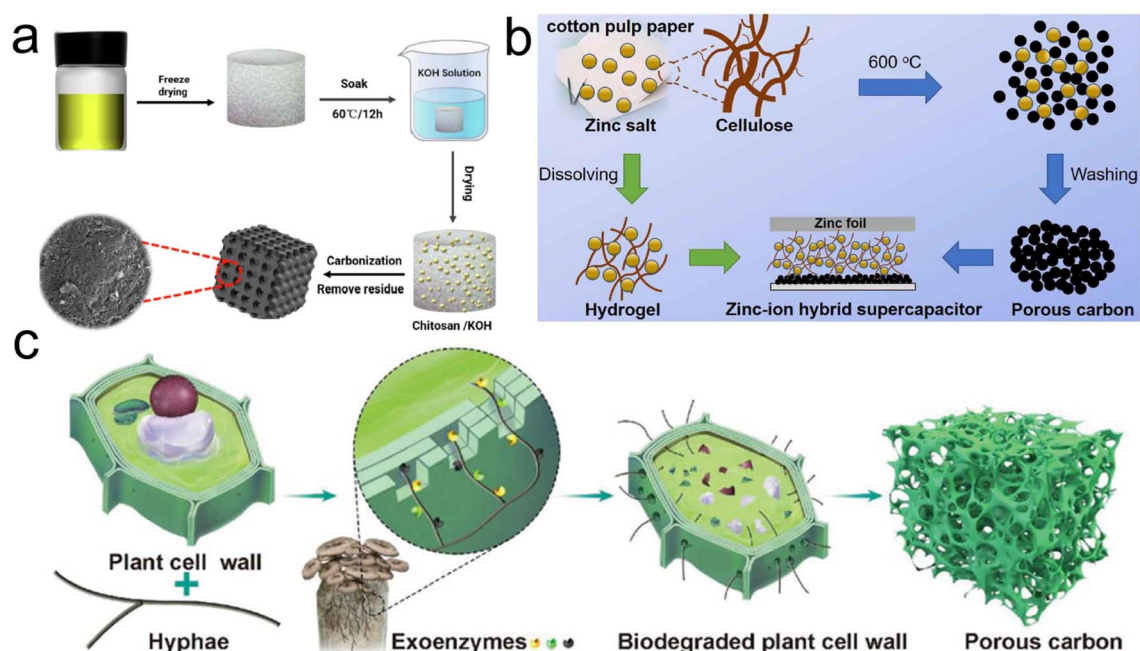 a
Freeze
drying
Soak
60℃/12h
KOH Solution
Drying
Carbonization
Remove residue
Chitosan /KOH
b
cotton pulp paper
Zinc salt
Cellulose
600 °C
Dissolving
Washing
Zinc foil
Hydrogel
Zinc-ion hybrid supercapacitor
Porous carbon
c
Plant cell wall
+
Hyphae
Exoenzymes
Biodegraded plant cell wall
Porous carbon